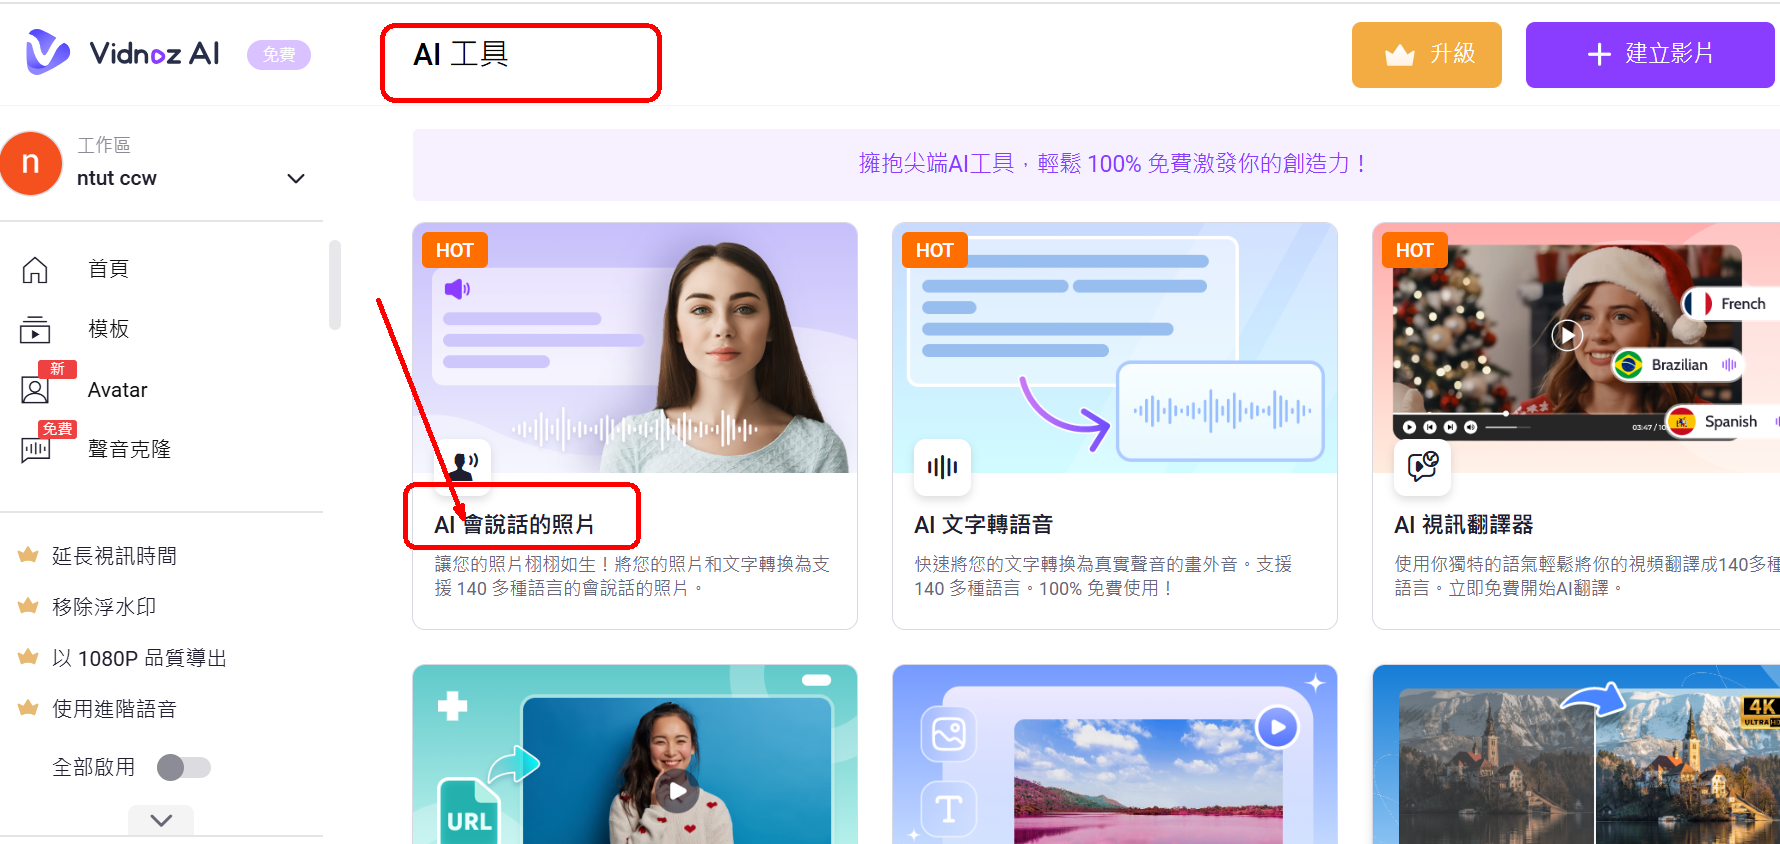 Vidnoz AI
免費
AI 工具
升級
建立影片
n
工作區
ntut ccw
首頁
模板
新
Avatar
免費
聲音克隆
延長視訊時間
移除浮水印
以 1080P 品質導出
使用進階語音
全部啟用
擁抱尖端AI工具，輕鬆 100% 免費激發你的創造力！
HOT
AI 會說話的照片
讓您的照片栩栩如生！將您的照片和文字轉換為支
援 140 多種語言的會說話的照片。
HOT
AI 文字轉語音
快速將您的文字轉換為真實聲音的畫外音。支援
140 多種語言。100% 免費使用！
HOT
French
Brazilian
Spanish
03:47 / 10
AI 視訊翻譯器
使用你獨特的語氣輕鬆將你的視頻翻譯成140多種
語言。立即免費開始AI翻譯。
URL
T
4K
ULTRA HD